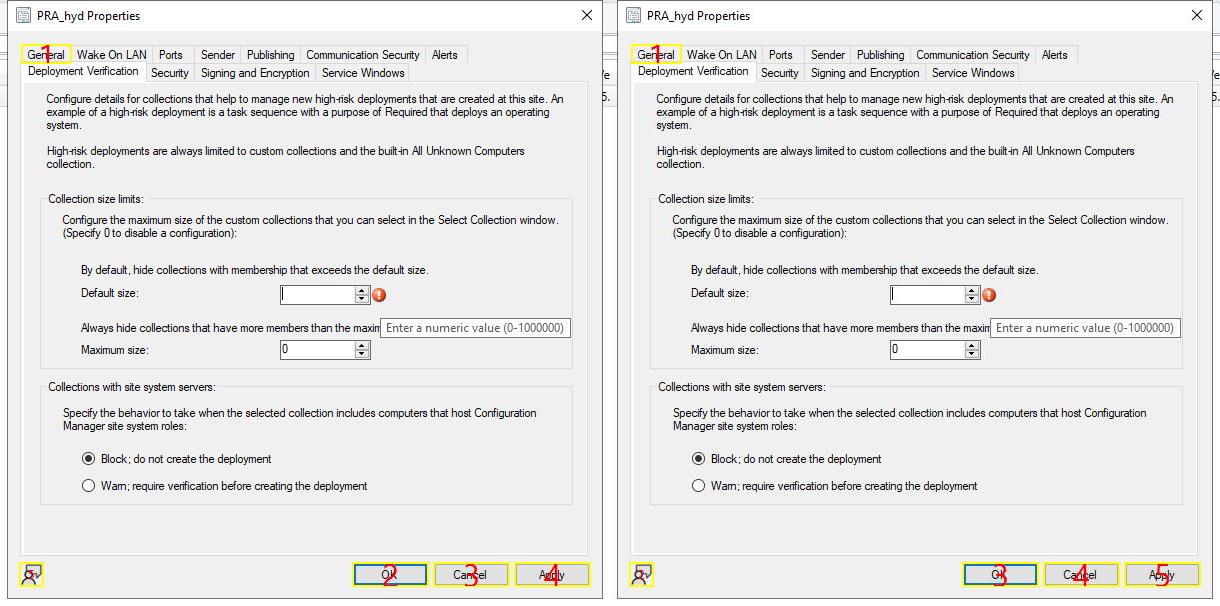 PRA_hyd Properties
General Wake On LAN Ports Sender Publishing Communication Security Alerts
Deployment Verification Security Signing and Encryption Service Windows
Configure details for collections that help to manage new high-risk deployments that are created at this site. An
example of a high-risk deployment is a task sequence with a purpose of Required that deploys an operating
system.
High-risk deployments are always limited to custom collections and the built-in All Unknown Computers
collection.
Collection size limits:
Configure the maximum size of the custom collections that you can select in the Select Collection window.
(Specify 0 to disable a configuration):
By default, hide collections with membership that exceeds the default size.
Default size:
Always hide collections that have more members than the maxim
Enter a numeric value (0-1000000)
Maximum size: 0
Collections with site system servers:
Specify the behavior to take when the selected collection includes computers that host Configuration
Manager site system roles:
Block; do not create the deployment
Warn; require verification before creating the deployment
OK Cancel Apply
1
2 3 4
PRA_hyd Properties
General Wake On LAN Ports Sender Publishing Communication Security Alerts
Deployment Verification Security Signing and Encryption Service Windows
Configure details for collections that help to manage new high-risk deployments that are created at this site. An
example of a high-risk deployment is a task sequence with a purpose of Required that deploys an operating
system.
High-risk deployments are always limited to custom collections and the built-in All Unknown Computers
collection.
Collection size limits:
Configure the maximum size of the custom collections that you can select in the Select Collection window.
(Specify 0 to disable a configuration):
By default, hide collections with membership that exceeds the default size.
Default size:
Always hide collections that have more members than the maxim
Enter a numeric value (0-1000000)
Maximum size: 0
Collections with site system servers:
Specify the behavior to take when the selected collection includes computers that host Configuration
Manager site system roles:
Block; do not create the deployment
Warn; require verification before creating the deployment
OK Cancel Apply
1
3 4 5